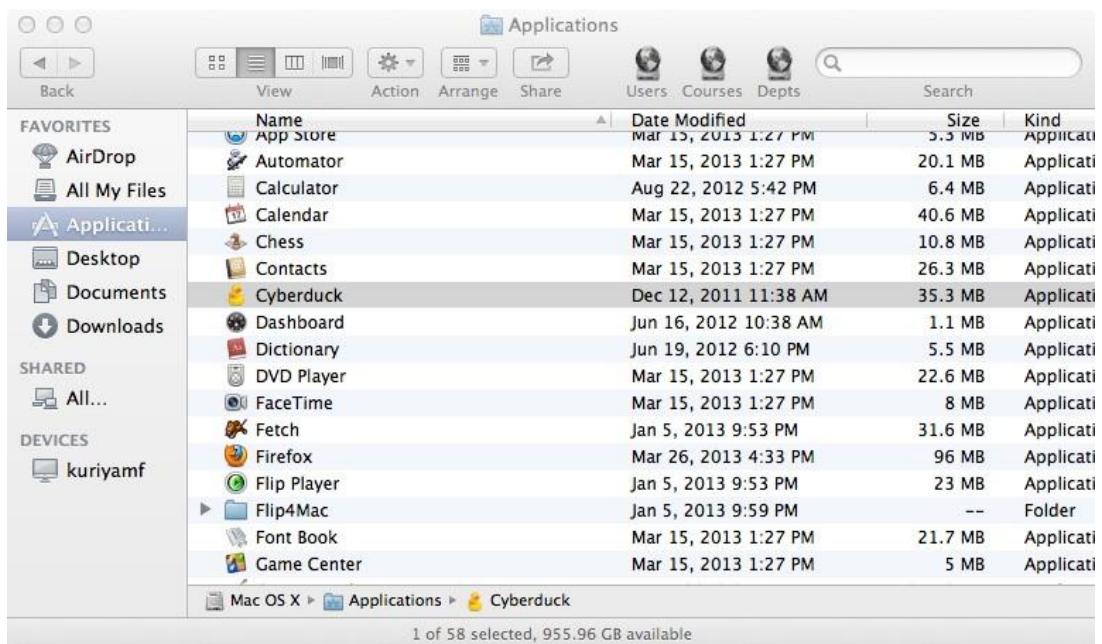 Applications
Back View Action Arrange Share Users Courses Depts Search
FAVORITES
AirDrop
All My Files
Applicati...
Desktop
Documents
Downloads
SHARED
All...
DEVICES
kuriyamf
Name Date Modified Size Kind
App Store Mar 15, 2013 1:27 PM 5.3 MB Applicati
Automator Mar 15, 2013 1:27 PM 20.1 MB Applicati
Calculator Aug 22, 2012 5:42 PM 6.4 MB Applicati
Calendar Mar 15, 2013 1:27 PM 40.6 MB Applicati
Chess Mar 15, 2013 1:27 PM 10.8 MB Applicati
Contacts Mar 15, 2013 1:27 PM 26.3 MB Applicati
Cyberduck Dec 12, 2011 11:38 AM 35.3 MB Applicati
Dashboard Jun 16, 2012 10:38 AM 1.1 MB Applicati
Dictionary Jun 19, 2012 6:10 PM 5.5 MB Applicati
DVD Player Mar 15, 2013 1:27 PM 22.6 MB Applicati
FaceTime Mar 15, 2013 1:27 PM 8 MB Applicati
Fetch Jan 5, 2013 9:53 PM 31.6 MB Applicati
Firefox Mar 26, 2013 4:33 PM 96 MB Applicati
Flip Player Jan 5, 2013 9:53 PM 23 MB Applicati
Flip4Mac Jan 5, 2013 9:59 PM -- Folder
Font Book Mar 15, 2013 1:27 PM 21.7 MB Applicati
Game Center Mar 15, 2013 1:27 PM 5 MB Applicati
Mac OS X ▸ Applications ▸ Cyberduck
1 of 58 selected, 955.96 GB available